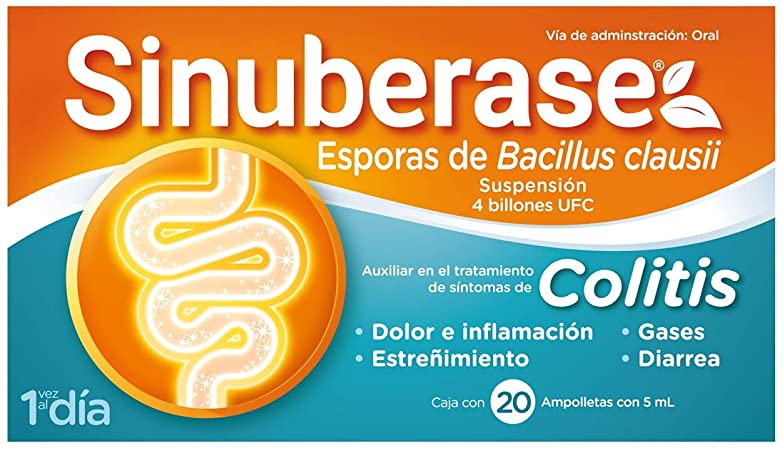 Vía de adminstración: Oral
Sinuberase®
Esporas de Bacillus clausii
Suspensión
4 billones UFC
Auxiliar en el tratamiento
de síntomas de Colitis
• Dolor e inflamación
• Gases
• Estreñimiento
• Diarrea
1 vez al día
Caja con 20 Ampolletas con 5 mL